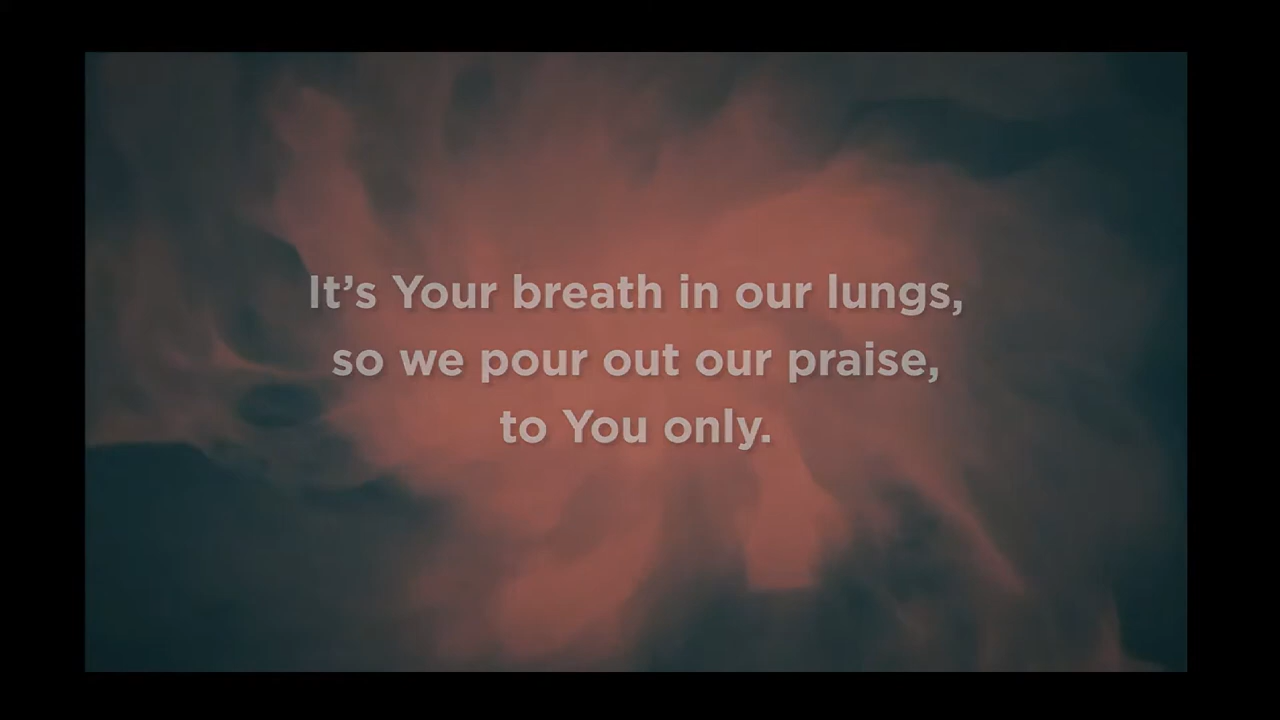 It’s Your breath in our lungs,
so we pour out our praise,
to You only.